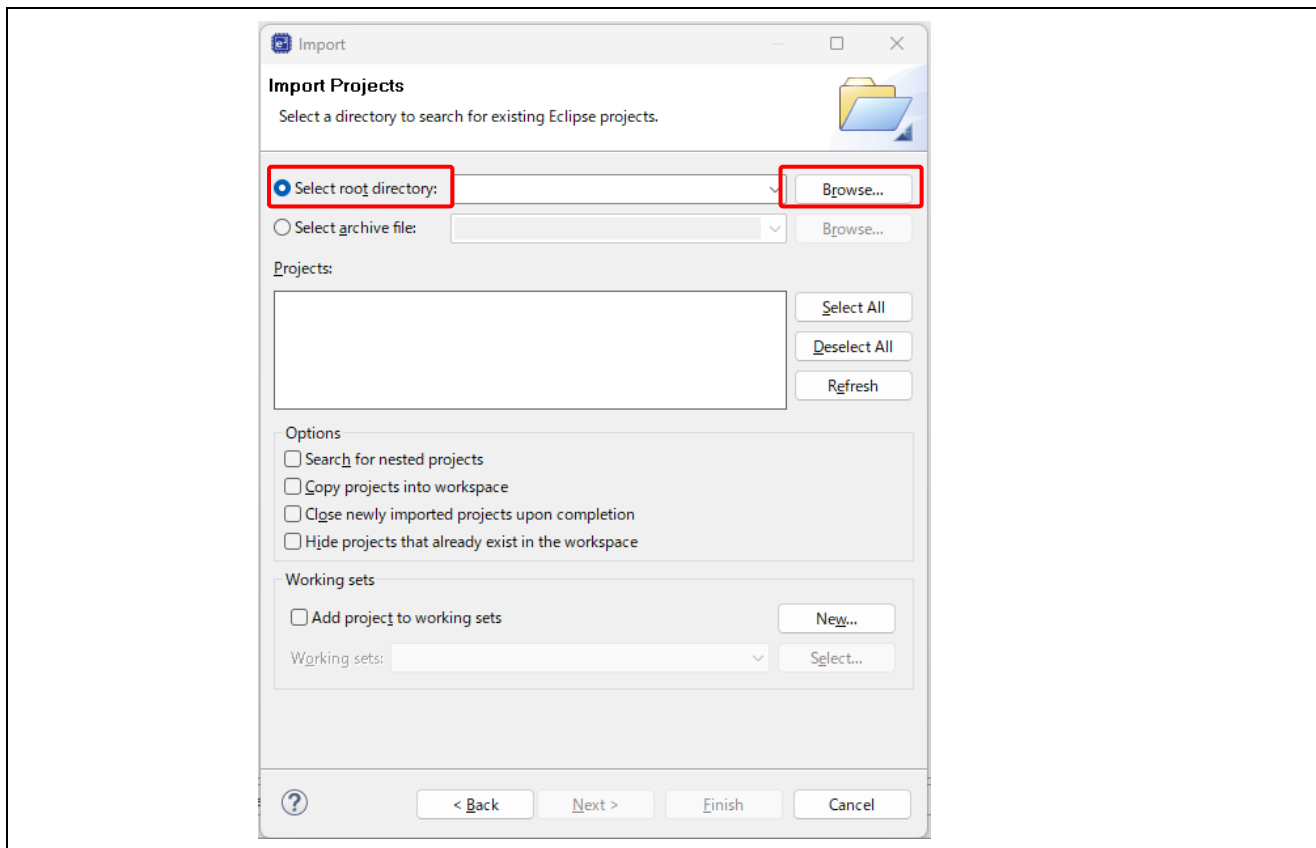 Import
Import Projects
Select a directory to search for existing Eclipse projects.
Select root directory:
Browse...
Select archive file:
Browse...
Projects:
Select All
Deselect All
Refresh
Options
Search for nested projects
Copy projects into workspace
Close newly imported projects upon completion
Hide projects that already exist in the workspace
Working sets
Add project to working sets
New...
Working sets:
Select...
?
< Back
Next >
Finish
Cancel